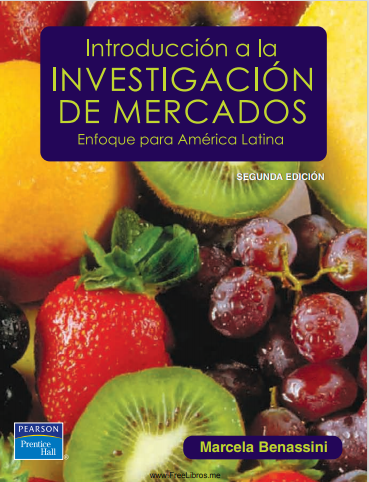 Introducción a la
INVESTIGACIÓN
DE MERCADOS
Enfoque para América Latina
SEGUNDA EDICIÓN
PEARSON
Prentice
Hall
Marcela Benassini
www.FreeLibros.me